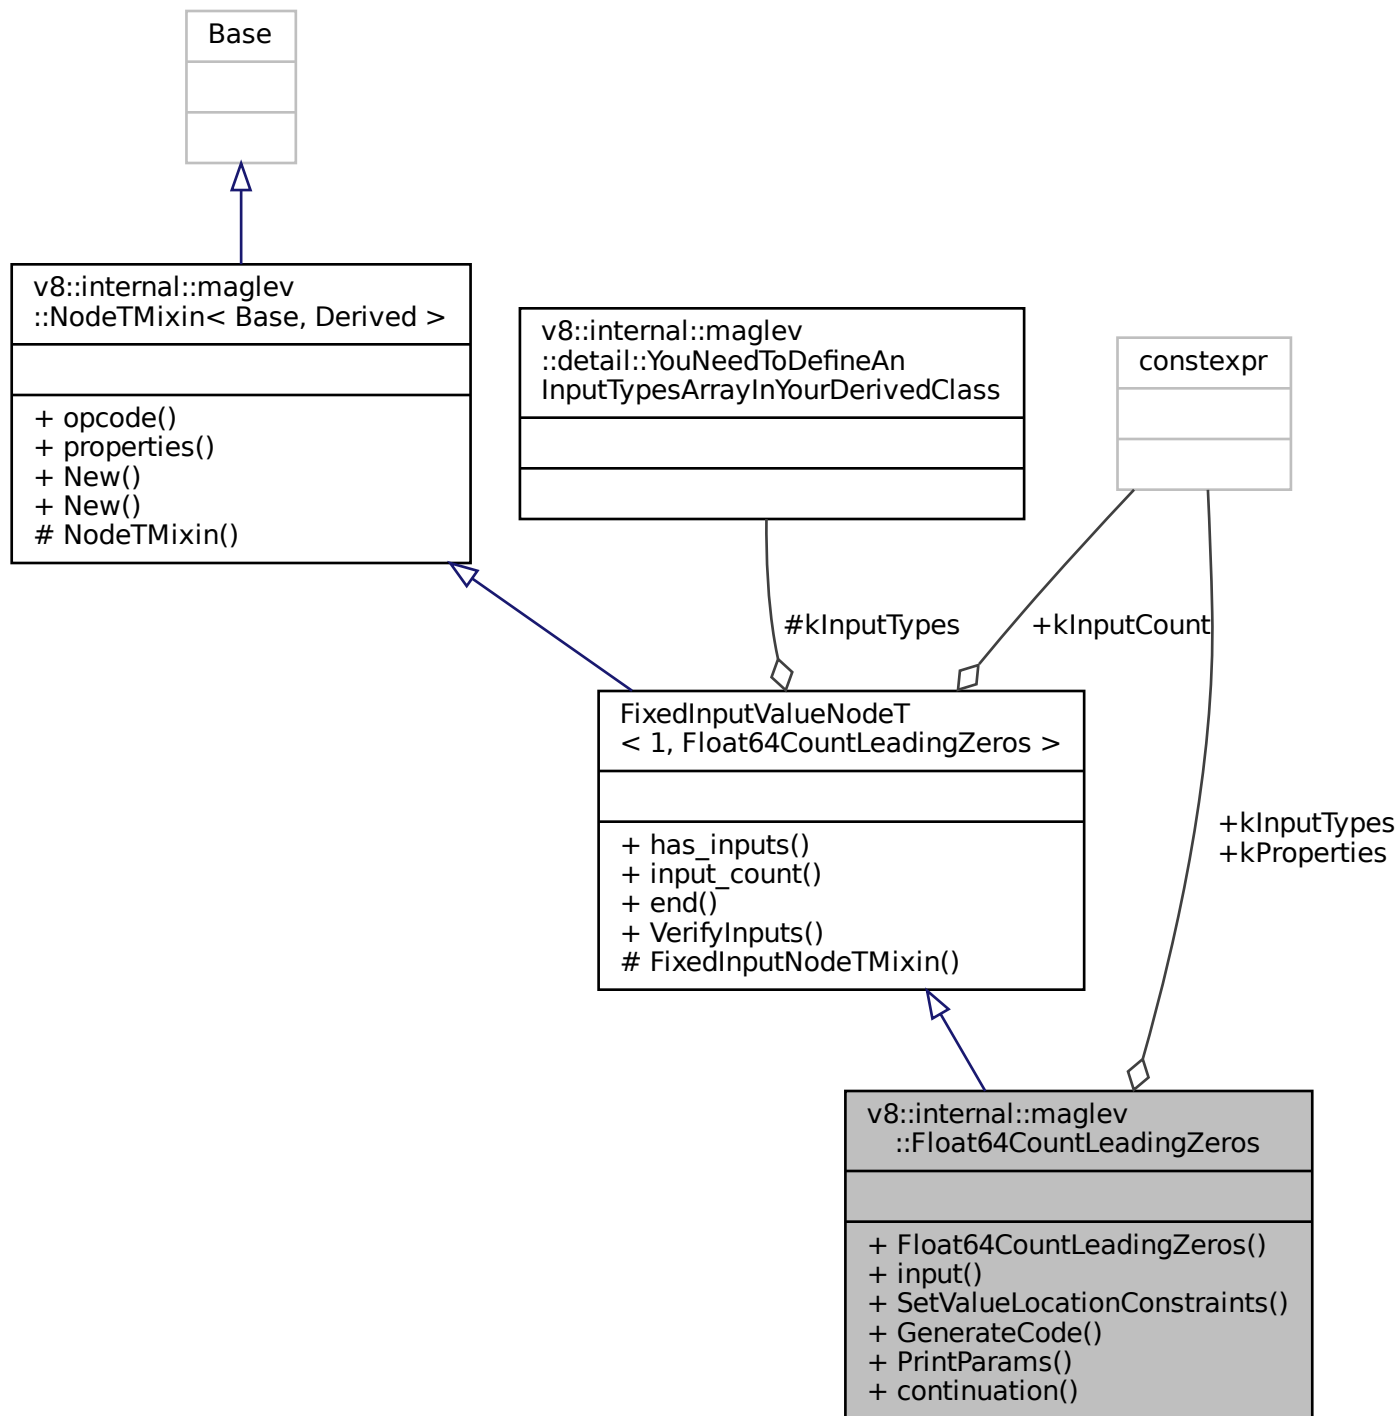 Base
v8::internal::maglev
::NodeTMixin< Base, Derived >
+ opcode()
+ properties()
+ New()
+ New()
# NodeTMixin()
v8::internal::maglev
::detail::YouNeedToDefineAn
InputTypesArrayInYourDerivedClass
constexpr
#kInputTypes
+kInputCount
FixedInputValueNodeT
< 1, Float64CountLeadingZeros >
+ has_inputs()
+ input_count()
+ end()
+ VerifyInputs()
# FixedInputNodeTMixin()
+kInputTypes
+kProperties
v8::internal::maglev
::Float64CountLeadingZeros
+ Float64CountLeadingZeros()
+ input()
+ SetValueLocationConstraints()
+ GenerateCode()
+ PrintParams()
+ continuation()